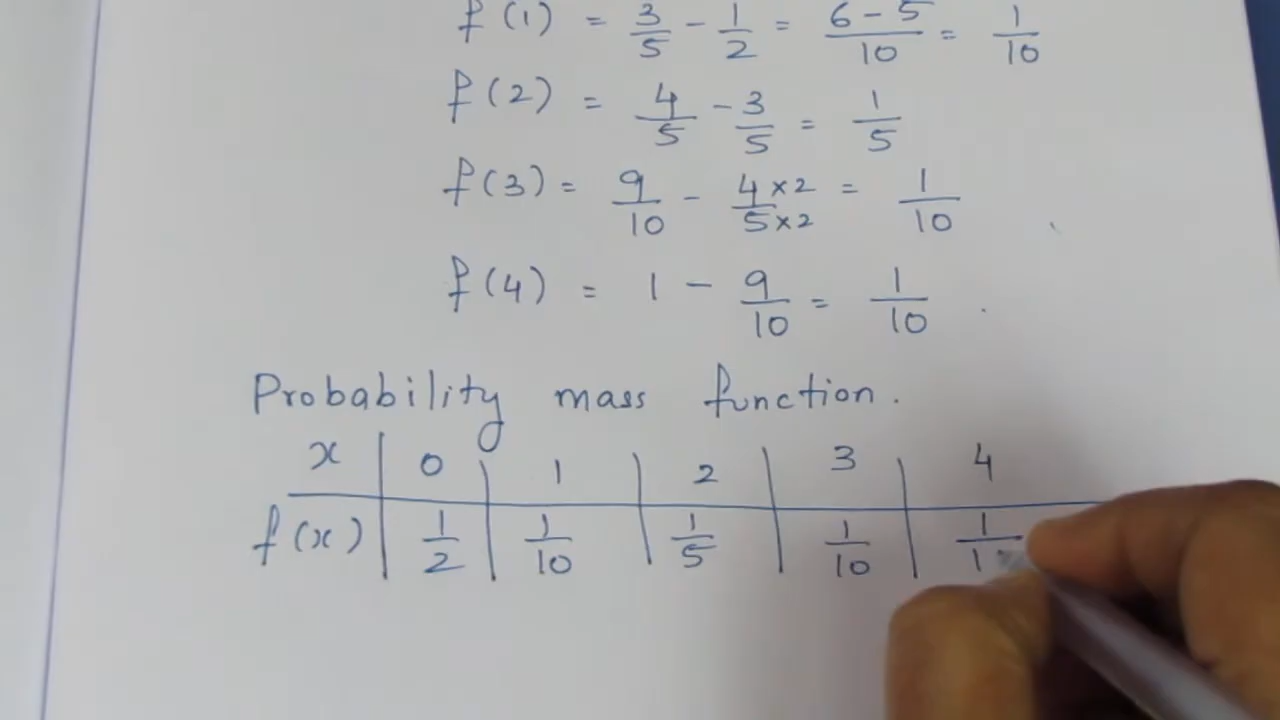 f(1) = 3/5 - 1/2 = 6-5/10 = 1/10
f(2) = 4/5 - 3/5 = 1/5
f(3) = 9/10 - 4×2/5×2 = 1/10
f(4) = 1 - 9/10 = 1/10
Probability mass function.
x | 0 | 1 | 2 | 3 | 4
f(x) | 1/2 | 1/10 | 1/5 | 1/10 |